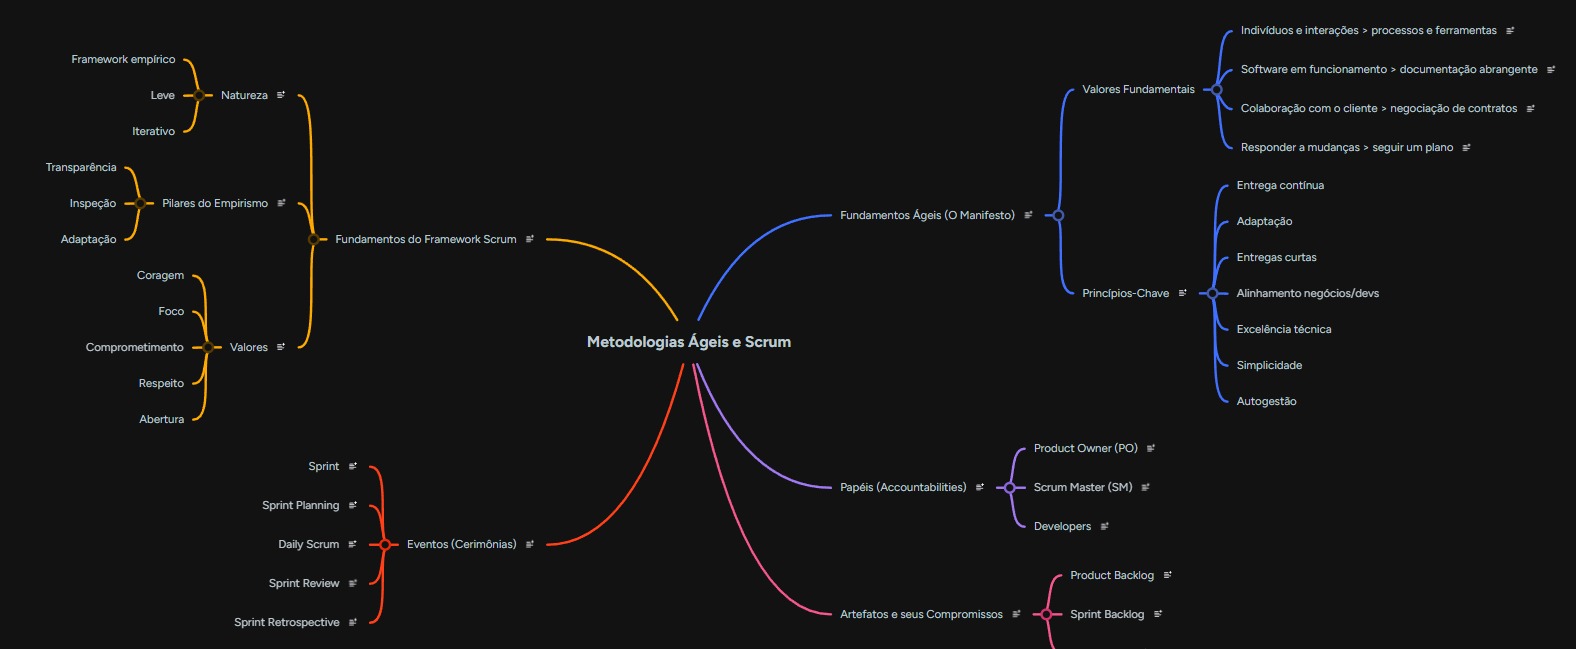 Metodologias Ágeis e Scrum
Fundamentos Ágeis (O Manifesto)
Valores Fundamentais
Indivíduos e interações > processos e ferramentas
Software em funcionamento > documentação abrangente
Colaboração com o cliente > negociação de contratos
Responder a mudanças > seguir um plano
Princípios-Chave
Entrega contínua
Adaptação
Entregas curtas
Alinhamento negócios/devs
Excelência técnica
Simplicidade
Autogestão
Papéis (Accountabilities)
Product Owner (PO)
Scrum Master (SM)
Developers
Artefatos e seus Compromissos
Product Backlog
Sprint Backlog
Fundamentos do Framework Scrum
Natureza
Framework empírico
Leve
Iterativo
Pilares do Empirismo
Transparência
Inspeção
Adaptação
Valores
Coragem
Foco
Comprometimento
Respeito
Abertura
Eventos (Cerimônias)
Sprint
Sprint Planning
Daily Scrum
Sprint Review
Sprint Retrospective